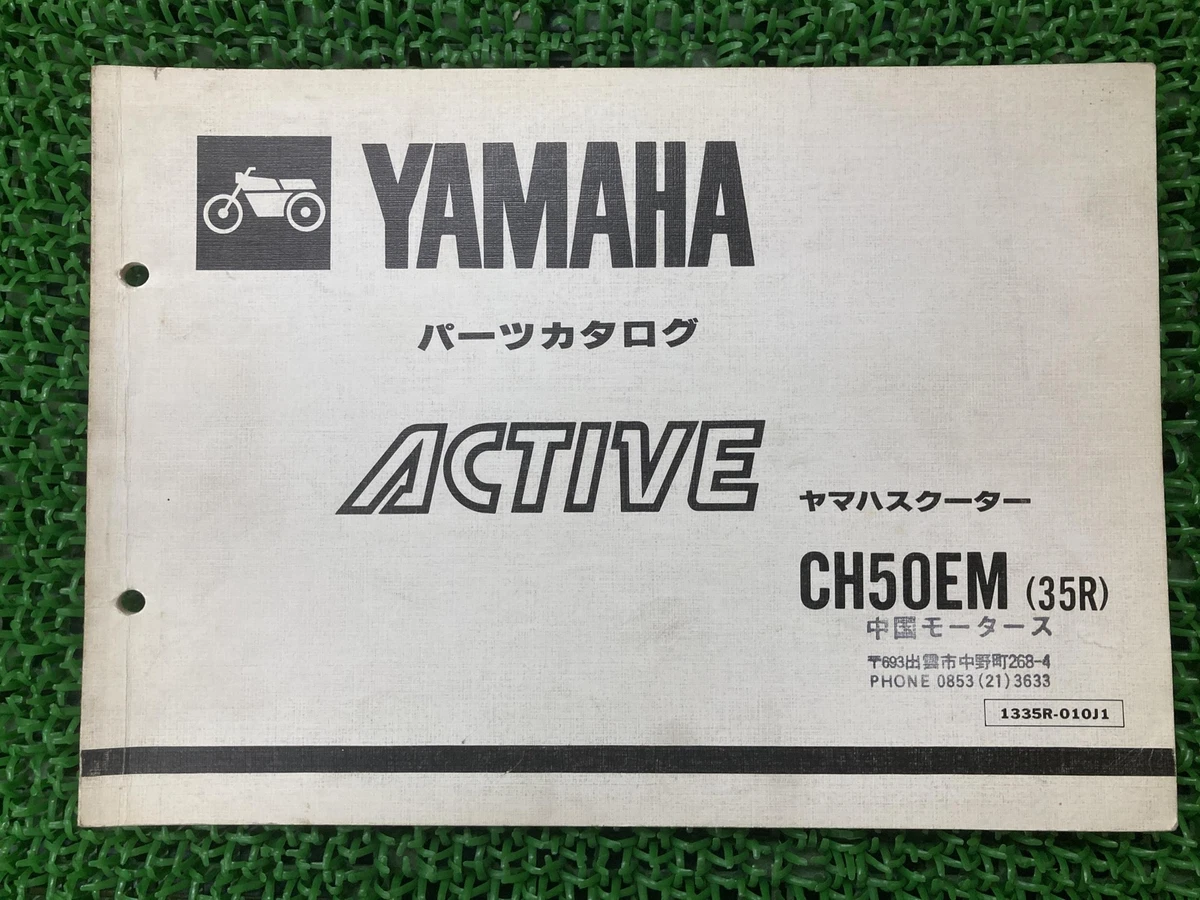 YAMAHA
パーツカタログ
ACTIVE
ヤマハスクーター
CH50EM (35R)
中国モータース
〒693出雲市中野町268-4
PHONE 0853(21)3633
1335R-010J1